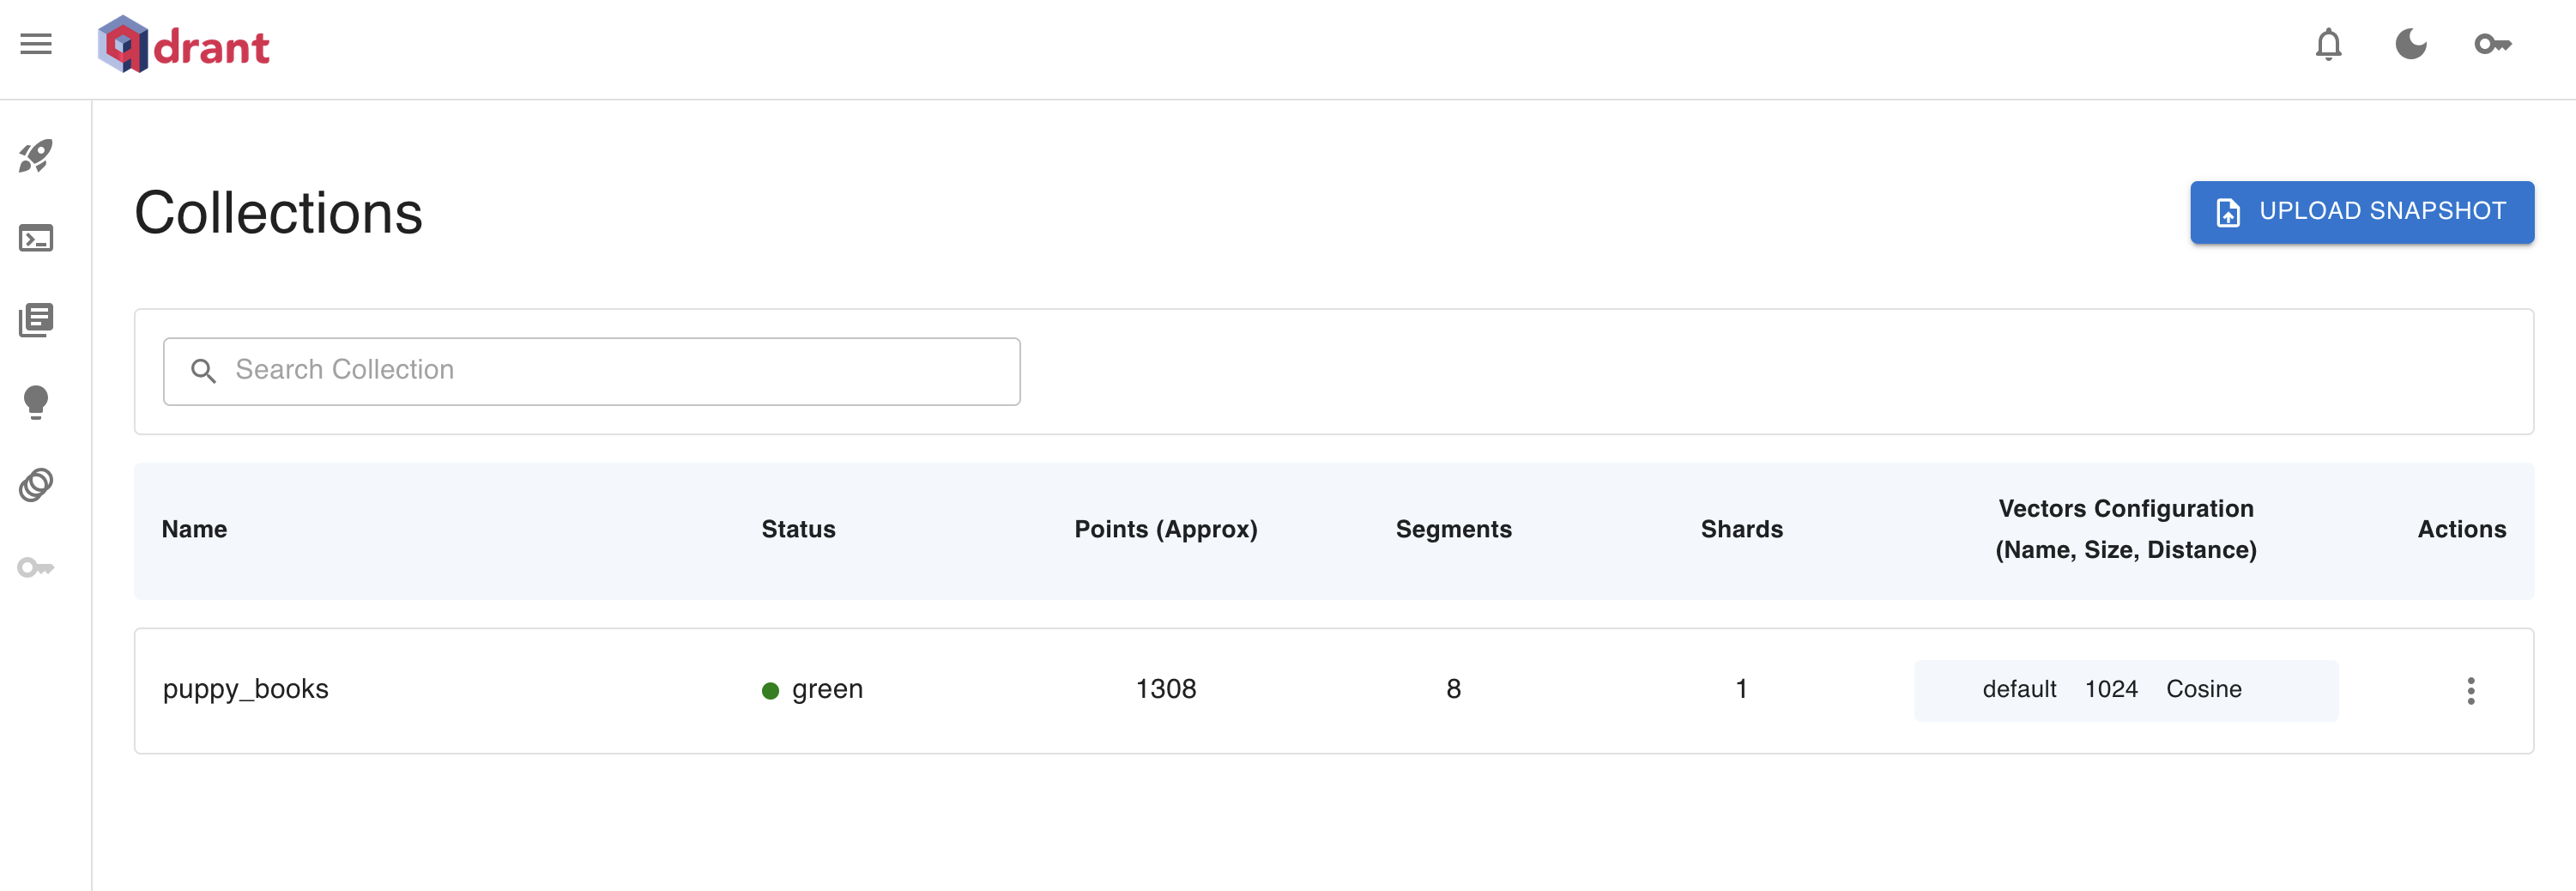 qdrant
Collections
UPLOAD SNAPSHOT
Search Collection
Name Status Points (Approx) Segments Shards Vectors Configuration (Name, Size, Distance) Actions
puppy_books green 1308 8 1 default 1024 Cosine